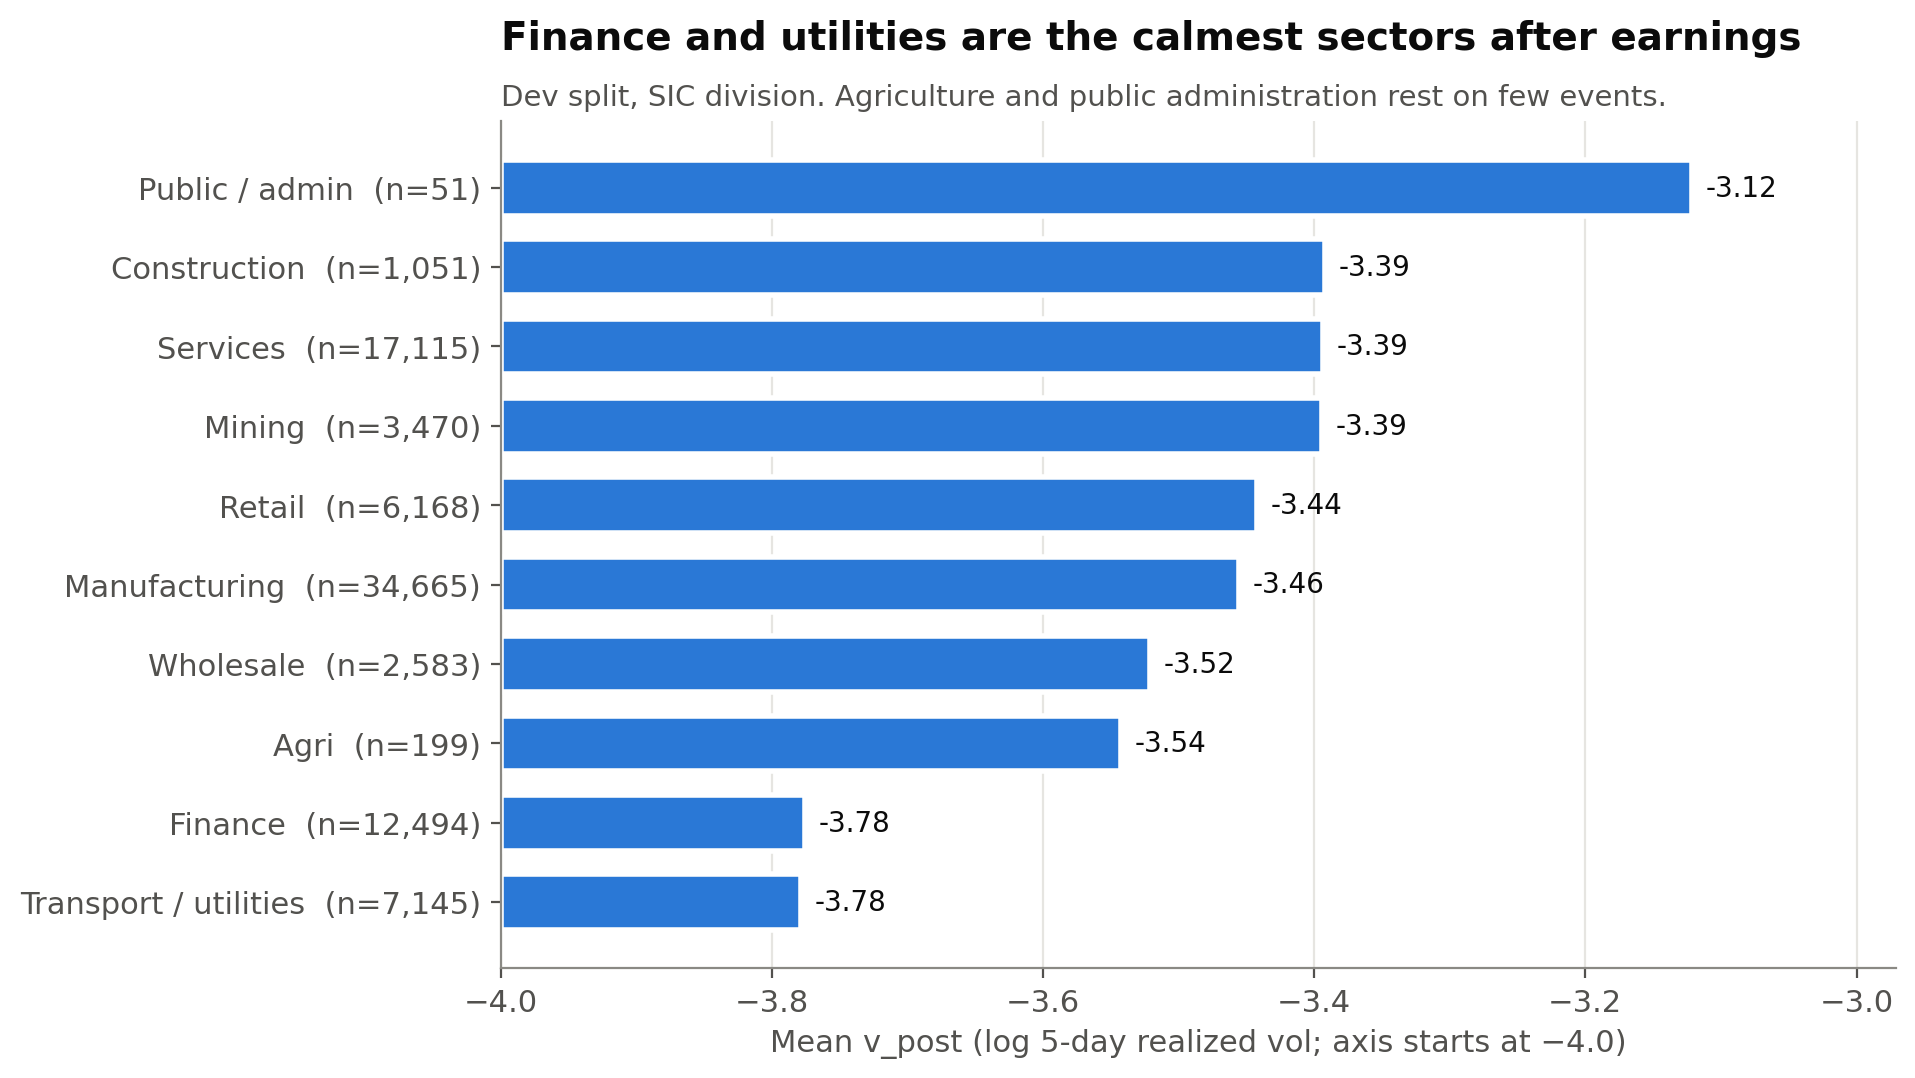 Finance and utilities are the calmest sectors after earnings
Dev split, SIC division. Agriculture and public administration rest on few events.
Public / admin (n=51) -3.12
Construction (n=1,051) -3.39
Services (n=17,115) -3.39
Mining (n=3,470) -3.39
Retail (n=6,168) -3.44
Manufacturing (n=34,665) -3.46
Wholesale (n=2,583) -3.52
Agri (n=199) -3.54
Finance (n=12,494) -3.78
Transport / utilities (n=7,145) -3.78
−4.0 −3.8 −3.6 −3.4 −3.2 −3.0
Mean v_post (log 5-day realized vol; axis starts at −4.0)